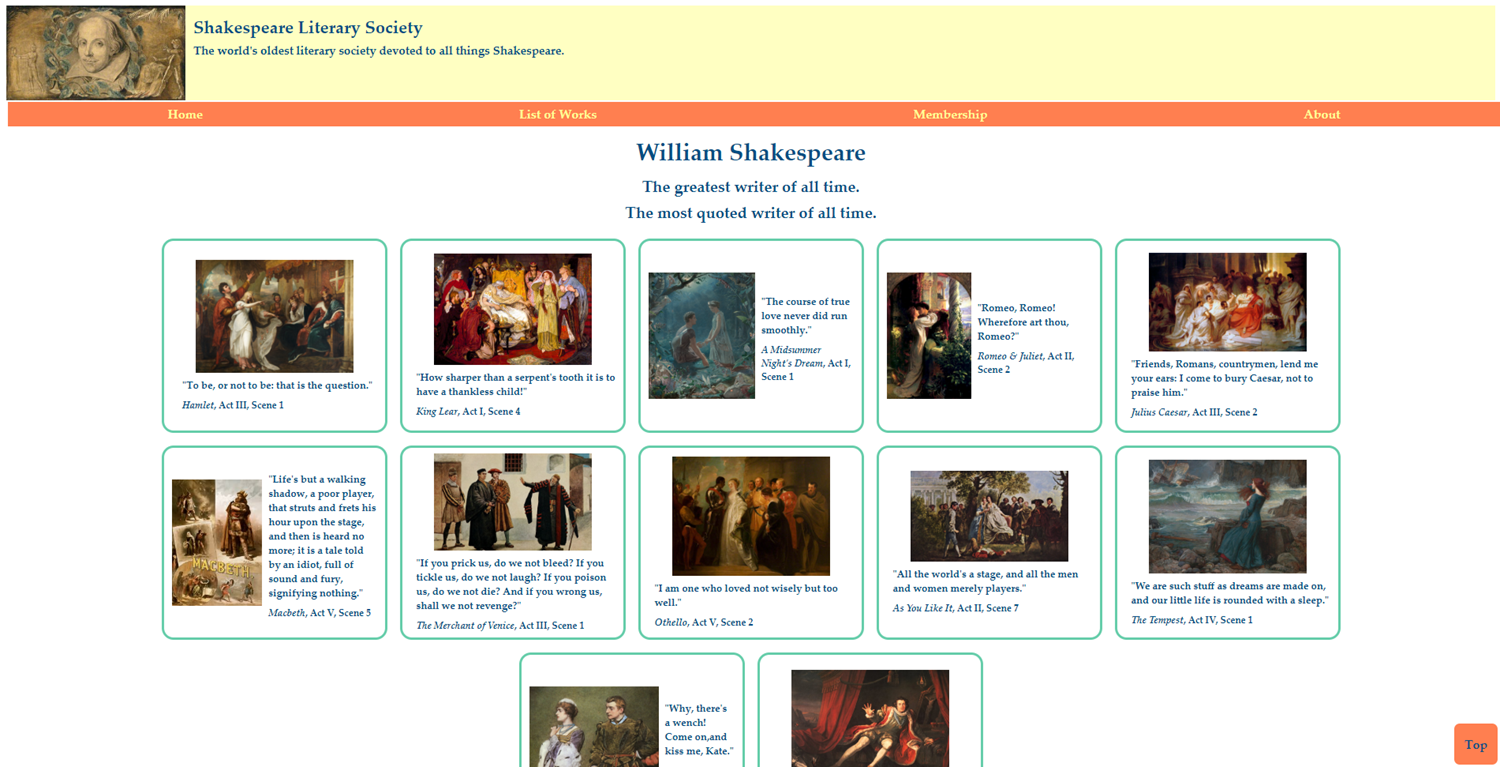 Shakespeare Literary Society
The world's oldest literary society devoted to all things Shakespeare.
Home
List of Works
Membership
About
William Shakespeare
The greatest writer of all time.
The most quoted writer of all time.
"To be, or not to be: that is the question."
Hamlet, Act III, Scene 1
"How sharper than a serpent's tooth it is to
have a thankless child!"
King Lear, Act I, Scene 4
"The course of true
love never did run
smoothly."
A Midsummer
Night's Dream, Act I,
Scene 1
"Romeo, Romeo!
Wherefore art thou,
Romeo?"
Romeo & Juliet, Act II,
Scene 2
"Friends, Romans, countrymen, lend me
your ears: I come to bury Caesar, not to
praise him."
Julius Caesar, Act III, Scene 2
MACBETH
"Life's but a walking
shadow, a poor player,
that struts and frets his
hour upon the stage,
and then is heard no
more; it is a tale told
by an idiot, full of
sound and fury,
signifying nothing."
Macbeth, Act V, Scene 5
"If you prick us, do we not bleed? If you
tickle us, do we not laugh? If you poison
us, do we not die? And if you wrong us,
shall we not revenge?"
The Merchant of Venice, Act III, Scene 1
"I am one who loved not wisely but too
well."
Othello, Act V, Scene 2
"All the world's a stage, and all the men
and women merely players."
As You Like It, Act II, Scene 7
"We are such stuff as dreams are made on,
and our little life is rounded with a sleep."
The Tempest, Act IV, Scene 1
"Why, there's
a wench!
Come on,and
kiss me, Kate."
Top